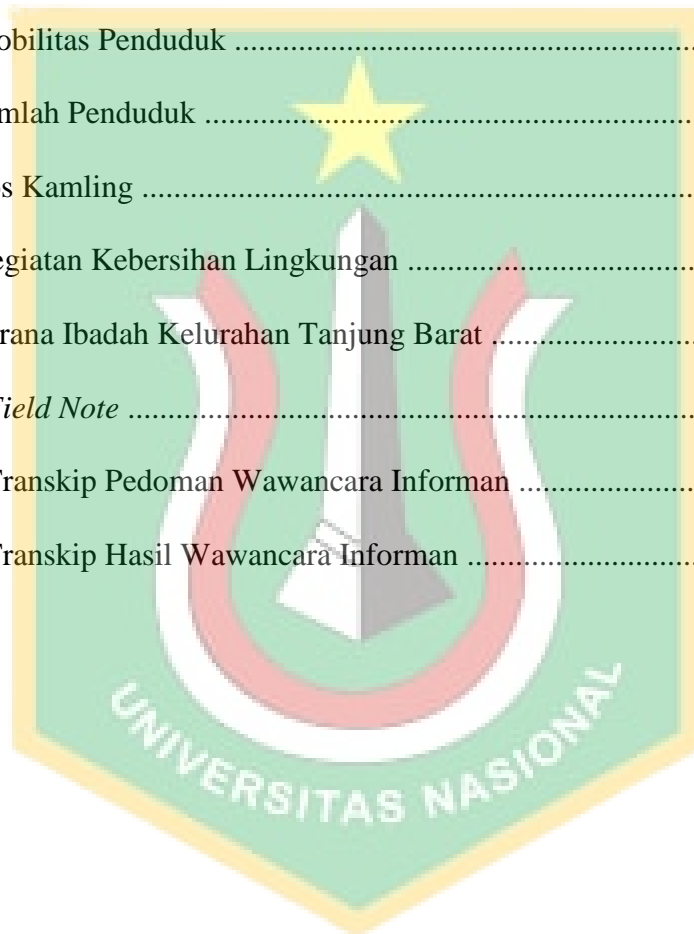 obilitas Penduduk ........................................................
mlah Penduduk ............................................................
os Kamling ....................................................................
egiatan Kebersihan Lingkungan ...................................
rana Ibadah Kelurahan Tanjung Barat .........................
Field Note ......................................................................
Transkip Pedoman Wawancara Informan .....................
Transkip Hasil Wawancara Informan ............................
UNIVERSITAS NASIONAL